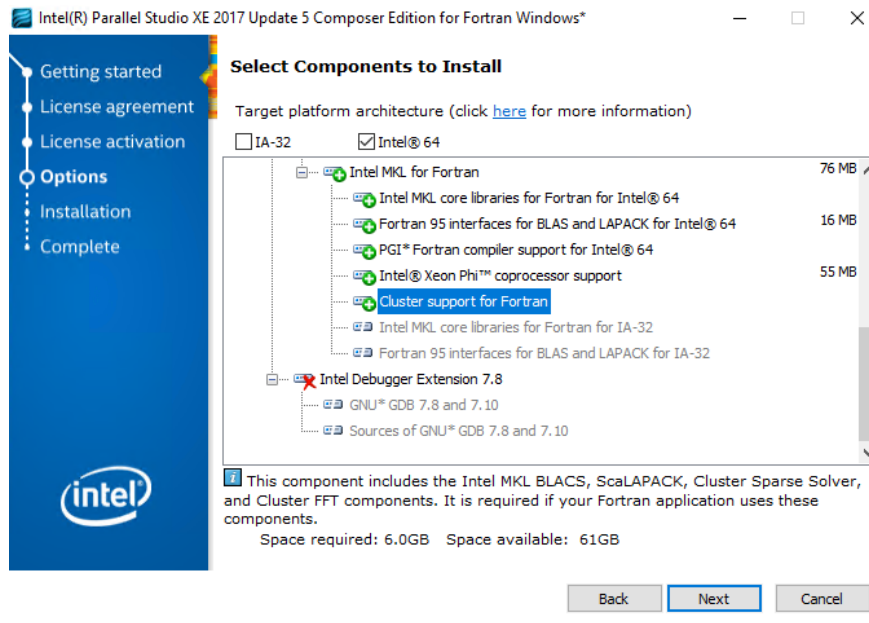 Intel(R) Parallel Studio XE 2017 Update 5 Composer Edition for Fortran Windows*
Getting started
License agreement
License activation
Options
Installation
Complete
intel
Select Components to Install
Target platform architecture (click here for more information)
IA-32 Intel® 64
Intel MKL for Fortran 76 MB
Intel MKL core libraries for Fortran for Intel® 64
Fortran 95 interfaces for BLAS and LAPACK for Intel® 64 16 MB
PGI* Fortran compiler support for Intel® 64
Intel® Xeon Phi™ coprocessor support 55 MB
Cluster support for Fortran
Intel MKL core libraries for Fortran for IA-32
Fortran 95 interfaces for BLAS and LAPACK for IA-32
Intel Debugger Extension 7.8
GNU* GDB 7.8 and 7.10
Sources of GNU* GDB 7.8 and 7.10
This component includes the Intel MKL BLACS, ScaLAPACK, Cluster Sparse Solver,
and Cluster FFT components. It is required if your Fortran application uses these
components.
Space required: 6.0GB Space available: 61GB
Back Next Cancel